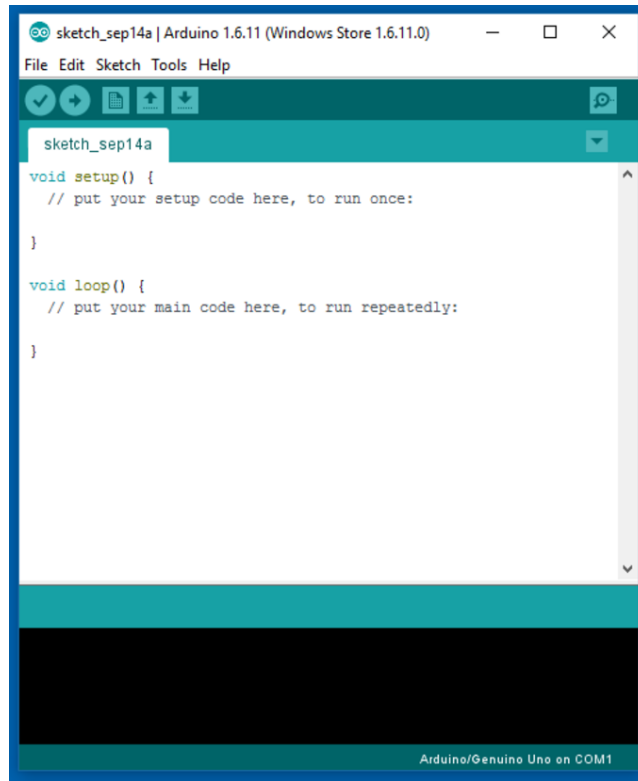 sketch_sep14a | Arduino 1.6.11 (Windows Store 1.6.11.0)
File Edit Sketch Tools Help
sketch_sep14a
void setup() {
  // put your setup code here, to run once:
}
void loop() {
  // put your main code here, to run repeatedly:
}
Arduino/Genuino Uno on COM1